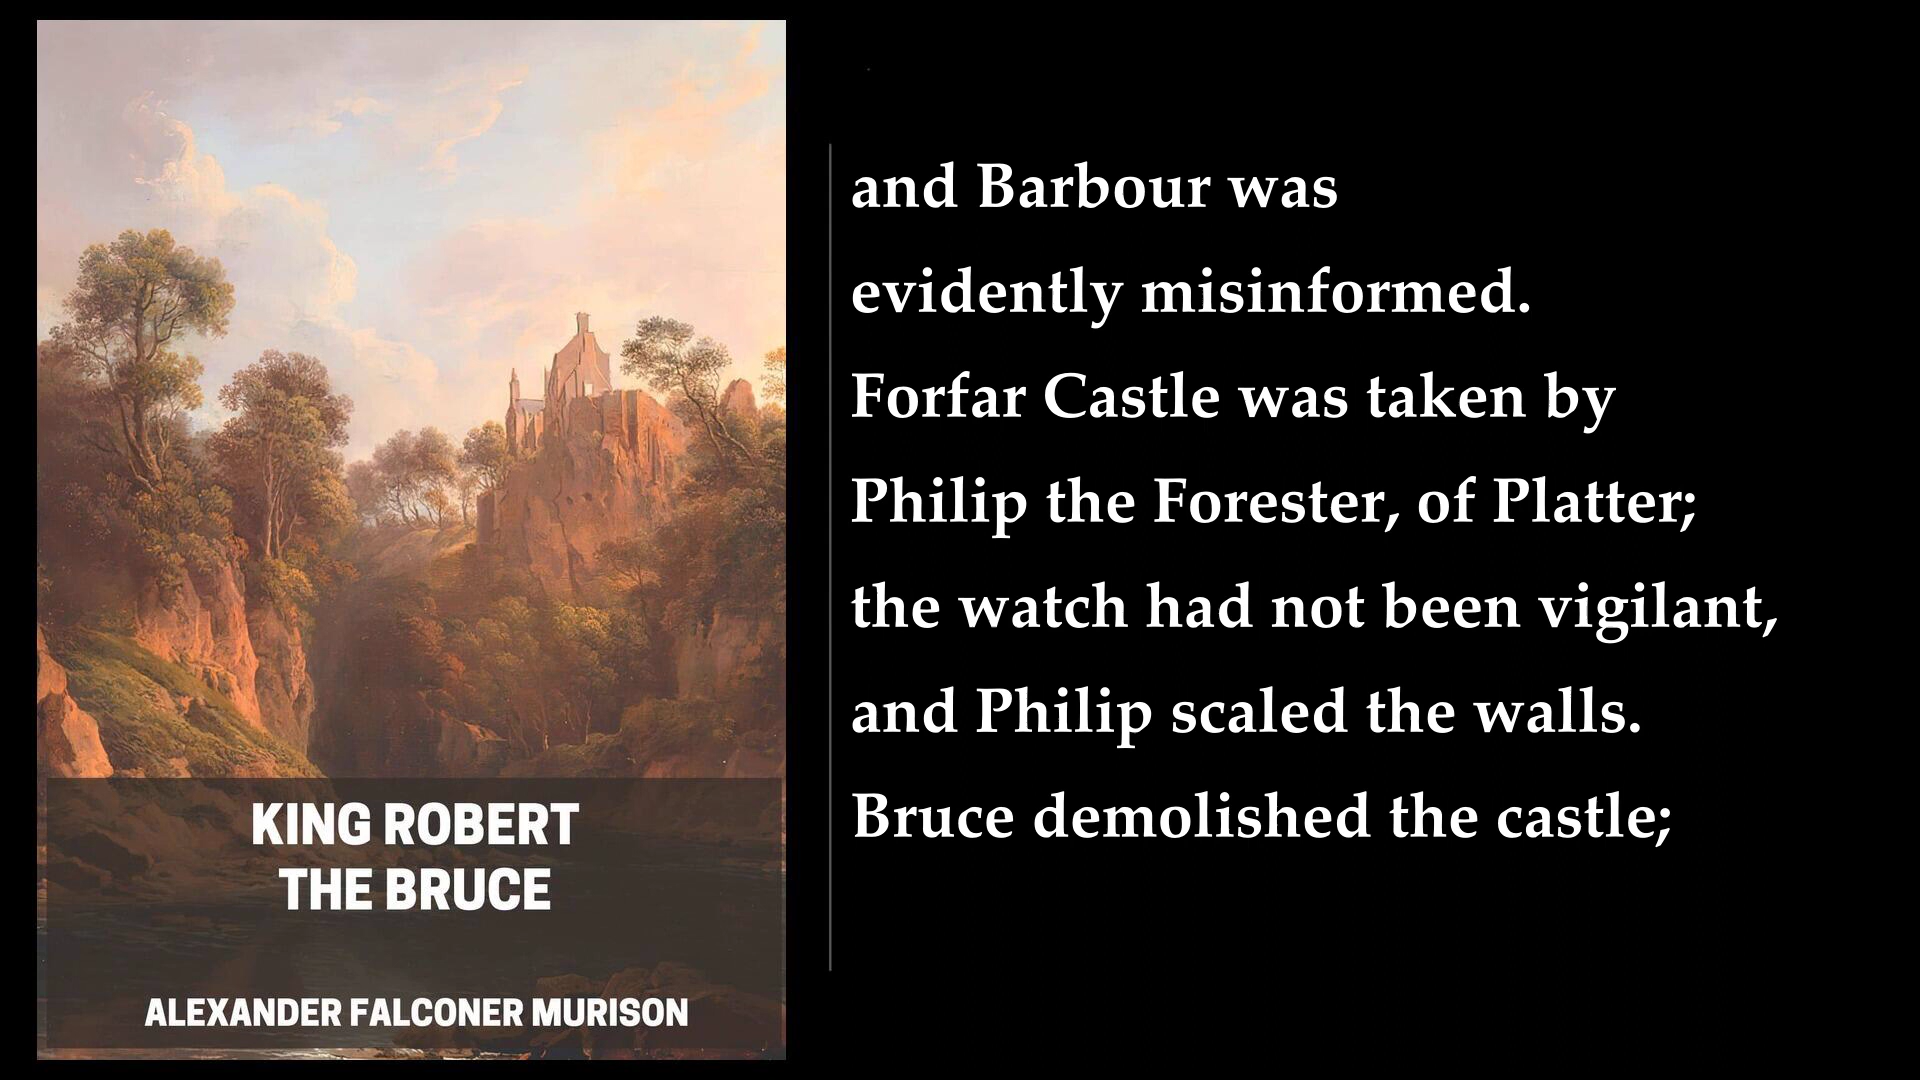 KING ROBERT
THE BRUCE
ALEXANDER FALCONER MURISON
and Barbour was
evidently misinformed.
Forfar Castle was taken by
Philip the Forester, of Platter;
the watch had not been vigilant,
and Philip scaled the walls.
Bruce demolished the castle;